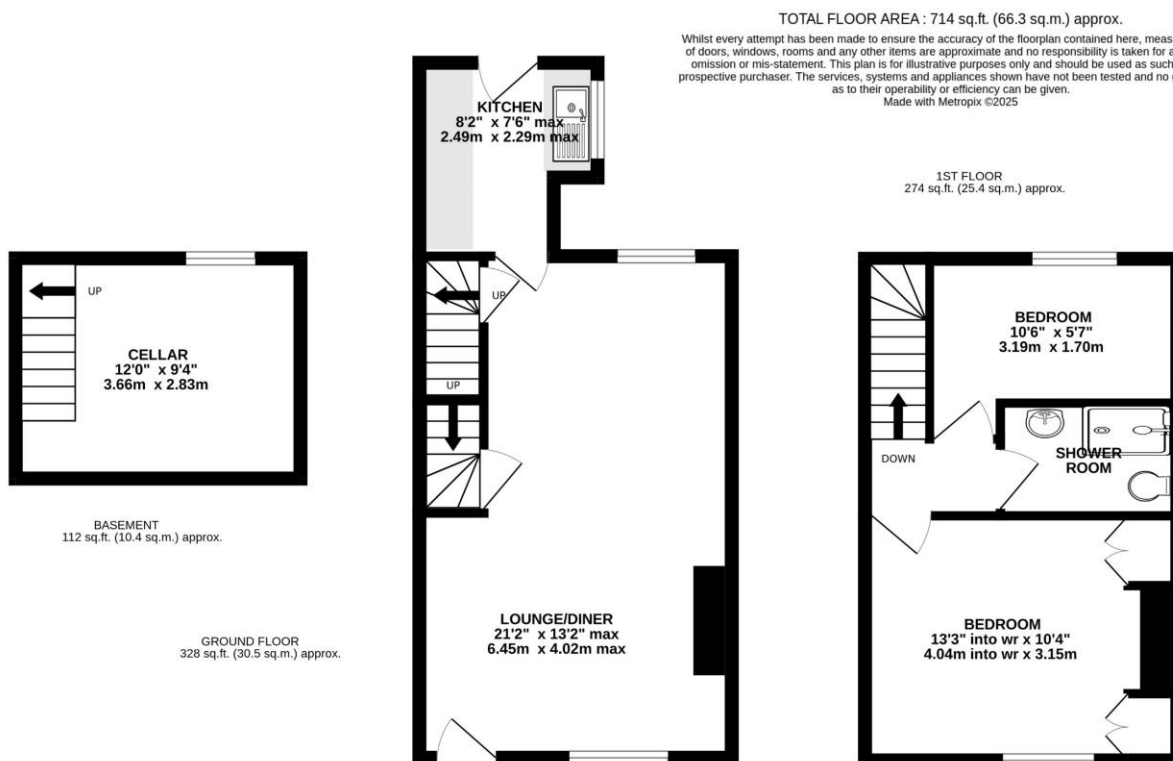 TOTAL FLOOR AREA : 714 sq.ft. (66.3 sq.m.) approx.
Whilst every attempt has been made to ensure the accuracy of the floorplan contained here,
of doors, windows, rooms and any other items are approximate and no responsibility is taken for
omission or mis-statement. This plan is for illustrative purposes only and should be used as such
prospective purchaser. The services, systems and appliances shown have not been tested and no
as to their operability or efficiency can be given.
Made with Metropix ©2025
KITCHEN
8'2" x 7'6" max
2.49m x 2.29m max
1ST FLOOR
274 sq.ft. (25.4 sq.m.) approx.
UP
CELLAR
12'0" x 9'4"
3.66m x 2.83m
UP
UP
BEDROOM
10'6" x 5'7"
3.19m x 1.70m
DOWN
SHOWER
ROOM
BASEMENT
112 sq.ft. (10.4 sq.m.) approx.
GROUND FLOOR
328 sq.ft. (30.5 sq.m.) approx.
LOUNGE/DINER
21'2" x 13'2" max
6.45m x 4.02m max
BEDROOM
13'3" into wr x 10'4"
4.04m into wr x 3.15m